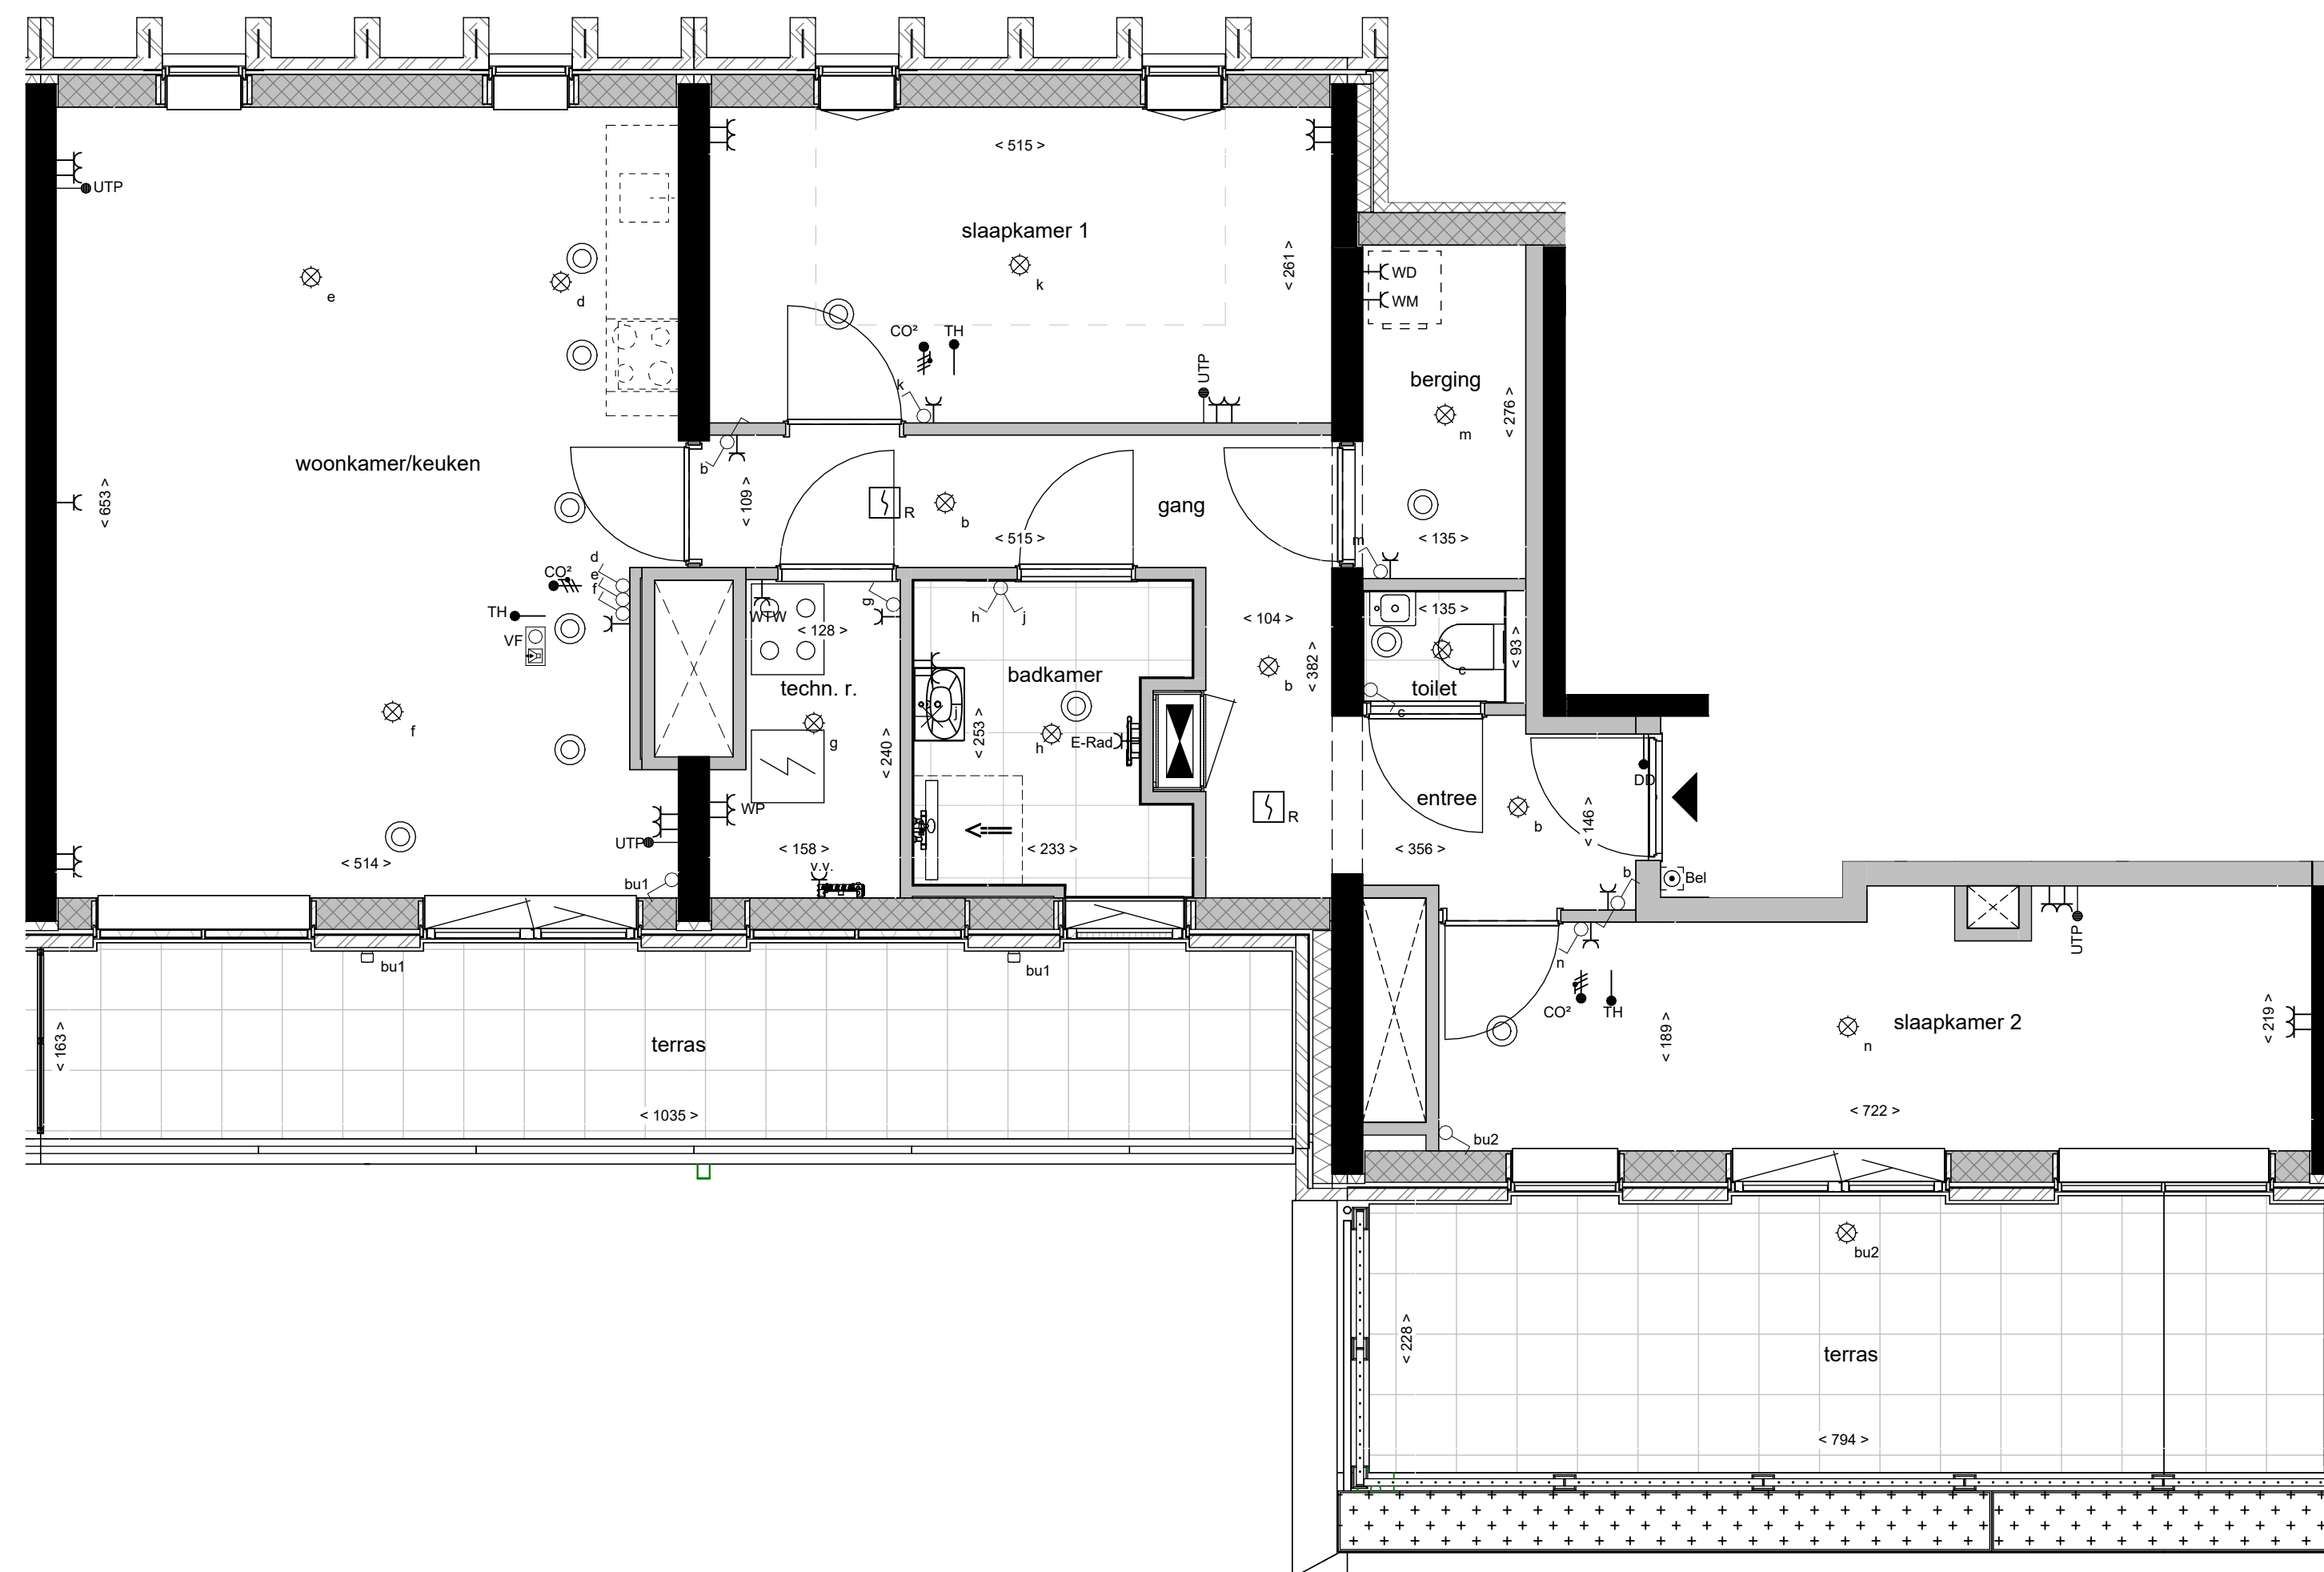 < 515 >
UTP
slaapkamer 1
k
< 261 >
WD
WM
e
d
CO² TH
UTP
k
berging
m
< 276 >
woonkamer/keuken
b
< 653 >
< 109 >
R
b
gang
< 515 >
m
< 135 >
d
e
f
CO²
TH
VF
WTW
< 128 >
g
h
j
< 104 >
< 135 >
< 382 >
< 93 >
b
c
toilet
c
techn. r.
badkamer
j
f
g
< 240 >
< 253 >
h
E-Rad
DD
entree
b
< 146 >
WP
R
UTP
< 514 >
< 158 >
v.v.
< 233 >
< 356 >
bu1
b
Bel
UTP
n
bu1
bu1
CO²
TH
slaapkamer 2
n
< 189 >
< 219 >
< 163 >
terras
< 1035 >
< 722 >
bu2
bu2
< 228 >
terras
< 794 >